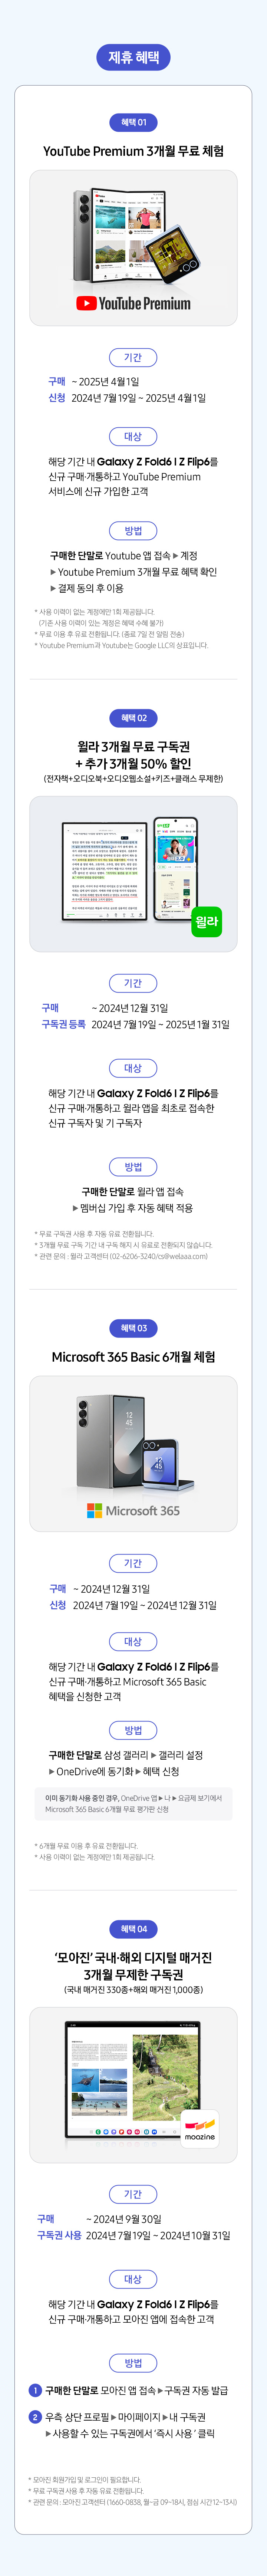 제휴 혜택
혜택 01
YouTube Premium 3개월 무료 체험
YouTube Premium
기간
구매 ~ 2025년 4월 1일
신청 2024년 7월 19일 ~ 2025년 4월 1일
대상
해당 기간 내 Galaxy Z Fold6 I Z Flip6를
신규 구매·개통하고 YouTube Premium
서비스에 신규 가입한 고객
방법
구매한 단말로 Youtube 앱 접속 ▶ 계정
▶ Youtube Premium 3개월 무료 혜택 확인
▶ 결제 동의 후 이용
* 사용 이력이 없는 계정에만 1회 제공됩니다.
(기존 사용 이력이 있는 계정은 혜택 수혜 불가)
* 무료 이용 후 유료 전환됩니다. (종료 7일 전 알림 전송)
* Youtube Premium과 Youtube는 Google LLC의 상표입니다.
혜택 02
윌라 3개월 무료 구독권
+ 추가 3개월 50% 할인
(전자책+오디오북+오디오웹소설+키즈+클래스 무제한)
윌라
기간
구매 ~ 2024년 12월 31일
구독권 등록 2024년 7월 19일 ~ 2025년 1월 31일
대상
해당 기간 내 Galaxy Z Fold6 I Z Flip6를
신규 구매·개통하고 윌라 앱을 최초로 접속한
신규 구독자 및 기 구독자
방법
구매한 단말로 윌라 앱 접속
▶ 멤버십 가입 후 자동 혜택 적용
* 무료 구독권 사용 후 자동 유료 전환됩니다.
* 3개월 무료 구독 기간 내 구독 해지 시 유료로 전환되지 않습니다.
* 관련 문의 : 윌라 고객센터 (02-6206-3240/cs@welaaa.com)
혜택 03
Microsoft 365 Basic 6개월 체험
12
45
12
45
Microsoft 365
기간
구매 ~ 2024년 12월 31일
신청 2024년 7월 19일 ~ 2024년 12월 31일
대상
해당 기간 내 Galaxy Z Fold6 I Z Flip6를
신규 구매·개통하고 Microsoft 365 Basic
혜택을 신청한 고객
방법
구매한 단말로 삼성 갤러리 ▶ 갤러리 설정
▶ OneDrive에 동기화 ▶ 혜택 신청
이미 동기화 사용 중인 경우, OneDrive 앱 ▶ 나 ▶ 요금제 보기에서
Microsoft 365 Basic 6개월 무료 평가판 신청
* 6개월 무료 이용 후 유료 전환됩니다.
* 사용 이력이 없는 계정에만 1회 제공됩니다.
혜택 04
‘모아진’ 국내·해외 디지털 매거진
3개월 무제한 구독권
(국내 매거진 330종+해외 매거진 1,000종)
moazine
기간
구매 ~ 2024년 9월 30일
구독권 사용 2024년 7월 19일 ~ 2024년 10월 31일
대상
해당 기간 내 Galaxy Z Fold6 I Z Flip6를
신규 구매·개통하고 모아진 앱에 접속한 고객
방법
1 구매한 단말로 모아진 앱 접속 ▶ 구독권 자동 발급
2 우측 상단 프로필 ▶ 마이페이지 ▶ 내 구독권
▶ 사용할 수 있는 구독권에서 ‘즉시 사용 ‘ 클릭
* 모아진 회원가입 및 로그인이 필요합니다.
* 무료 구독권 사용 후 자동 유료 전환됩니다.
* 관련 문의 : 모아진 고객센터 (1660-0838, 월~금 09~18시, 점심 시간 12~13시)